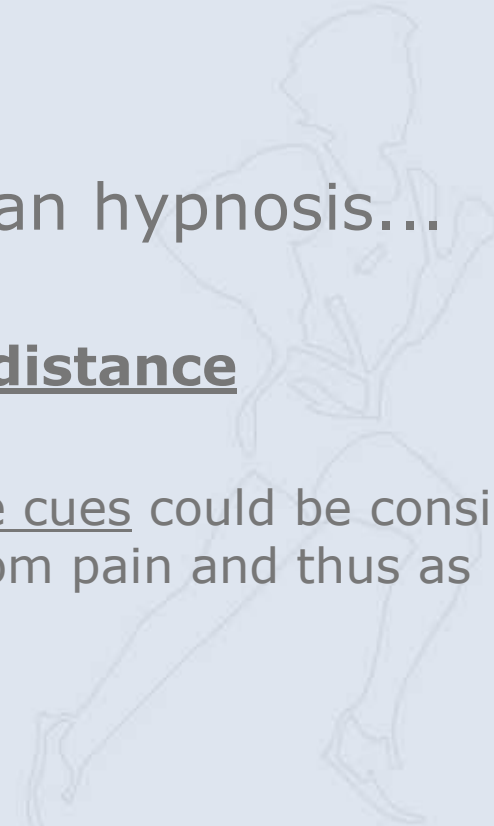 an hypnosis...
distance
e cues could be consi
om pain and thus as